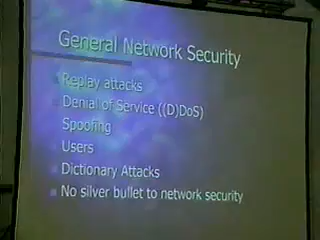 General Network Security
Replay attacks
Denial of Service ((D)DoS)
Spoofing
Users
Dictionary Attacks
No silver bullet to network security